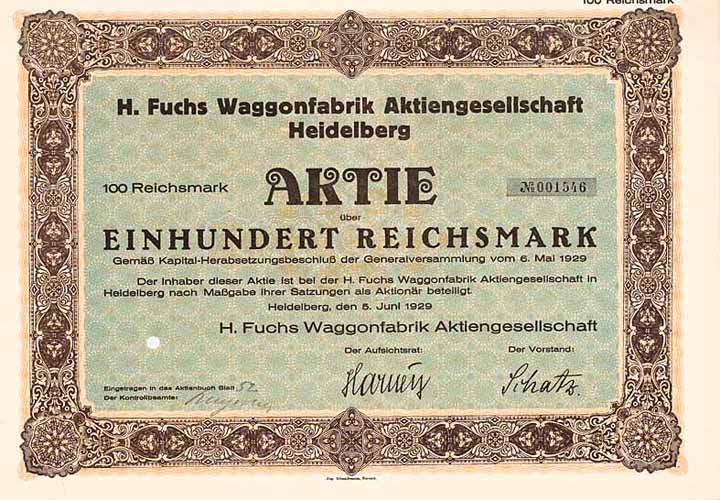 100 Reichsmark
H. Fuchs Waggonfabrik Aktiengesellschaft
Heidelberg
100 Reichsmark AKTIE № 001546
über
EINHUNDERT REICHSMARK
Gemäß Kapital-Herabsetzungsbeschluß der Generalversammlung vom 6. Mai 1929
Der Inhaber dieser Aktie ist bei der H. Fuchs Waggonfabrik Aktiengesellschaft in
Heidelberg nach Maßgabe ihrer Satzungen als Aktionär beteiligt.
Heidelberg, den 5. Juni 1929
H. Fuchs Waggonfabrik Aktiengesellschaft
Der Aufsichtsrat: Der Vorstand:
Schatz.
Eingetragen in das Aktienbuch Blatt 52
Der Kontrollbeamte: